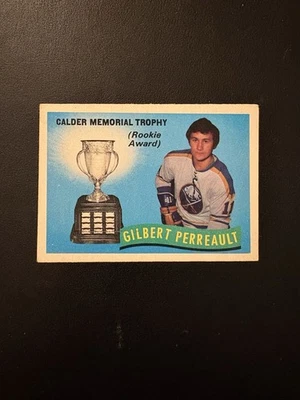 CALDER MEMORIAL TROPHY
(Rookie
Award)
GILBERT PERREAULT